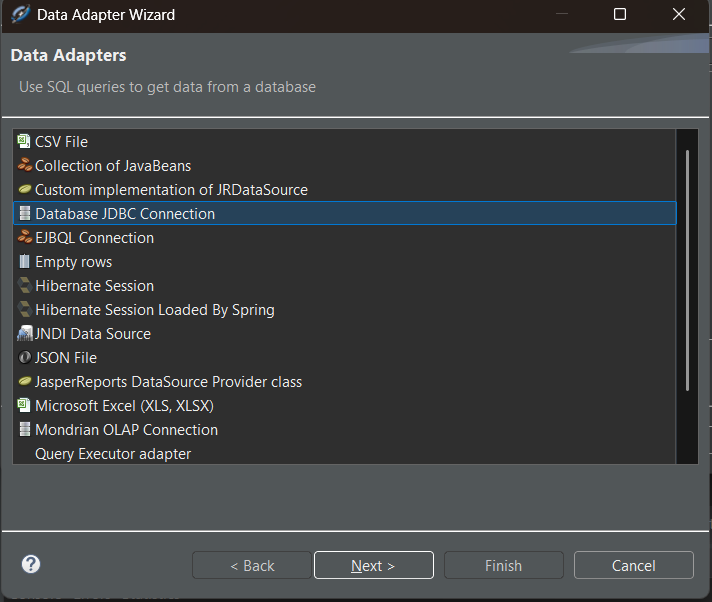 Data Adapter Wizard
Data Adapters
Use SQL queries to get data from a database
CSV File
Collection of JavaBeans
Custom implementation of JRDataSource
Database JDBC Connection
EJBQL Connection
Empty rows
Hibernate Session
Hibernate Session Loaded By Spring
JNDI Data Source
JSON File
JasperReports DataSource Provider class
Microsoft Excel (XLS, XLSX)
Mondrian OLAP Connection
Query Executor adapter
? < Back Next > Finish Cancel